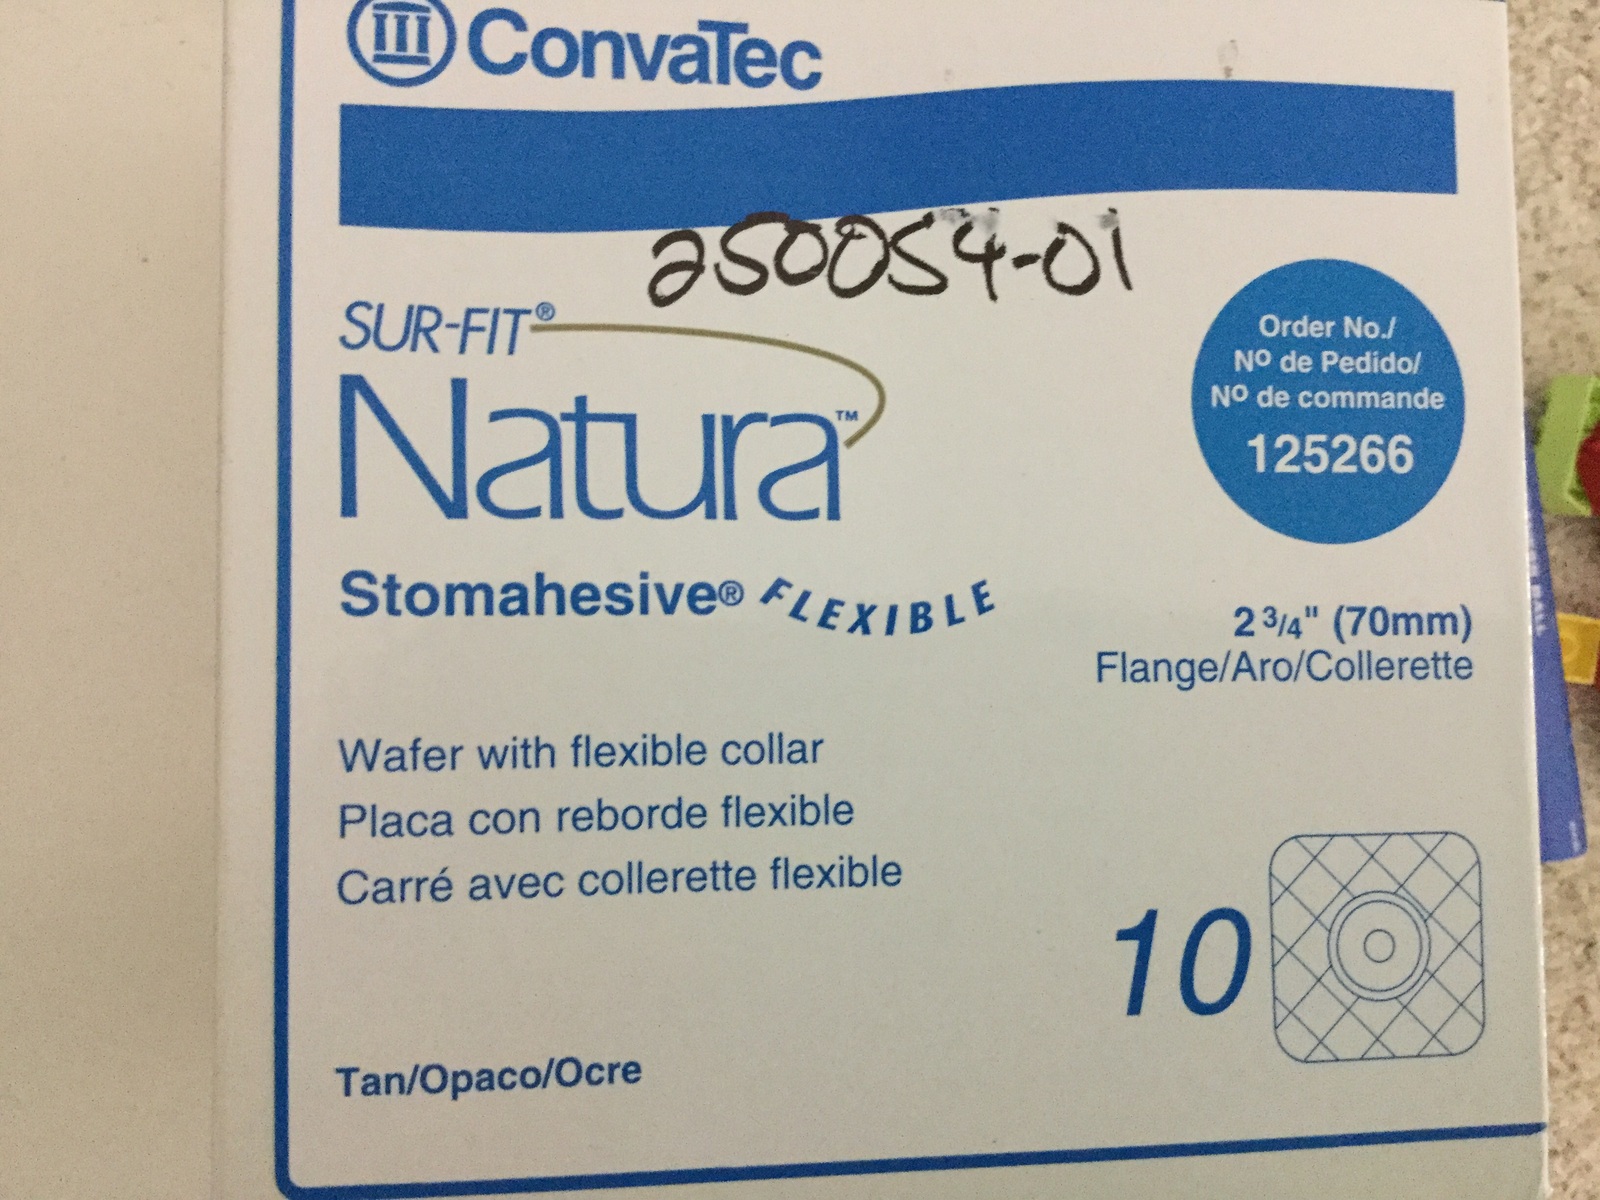 ConvaTec
250054-01
SUR-FIT®
Natura™
Stomahesive® FLEXIBLE
Order No./
Nº de Pedido/
Nº de commande
125266
2 3/4" (70mm)
Flange/Aro/Collerette
Wafer with flexible collar
Placa con reborde flexible
Carré avec collerette flexible
10
Tan/Opaco/Ocre